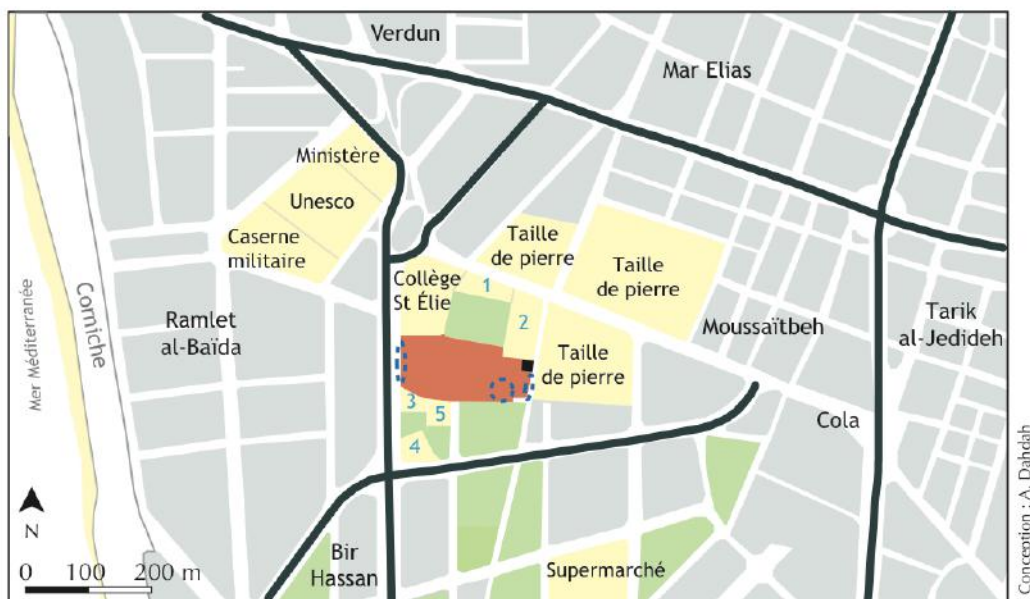 Verdun
Mar Elias
Ministère
Unesco
Caserne
militaire
Taille
de pierre
Taille
de pierre
Collège
St Élie
1
2
Mer Méditerranée
Corniche
Ramlet
al-Baïda
Moussaïtbeh
Tarik
al-Jedideh
Taille
de pierre
3
5
4
Cola
N
0 100 200 m
Bir
Hassan
Supermarché
Conception : A. Dahdah